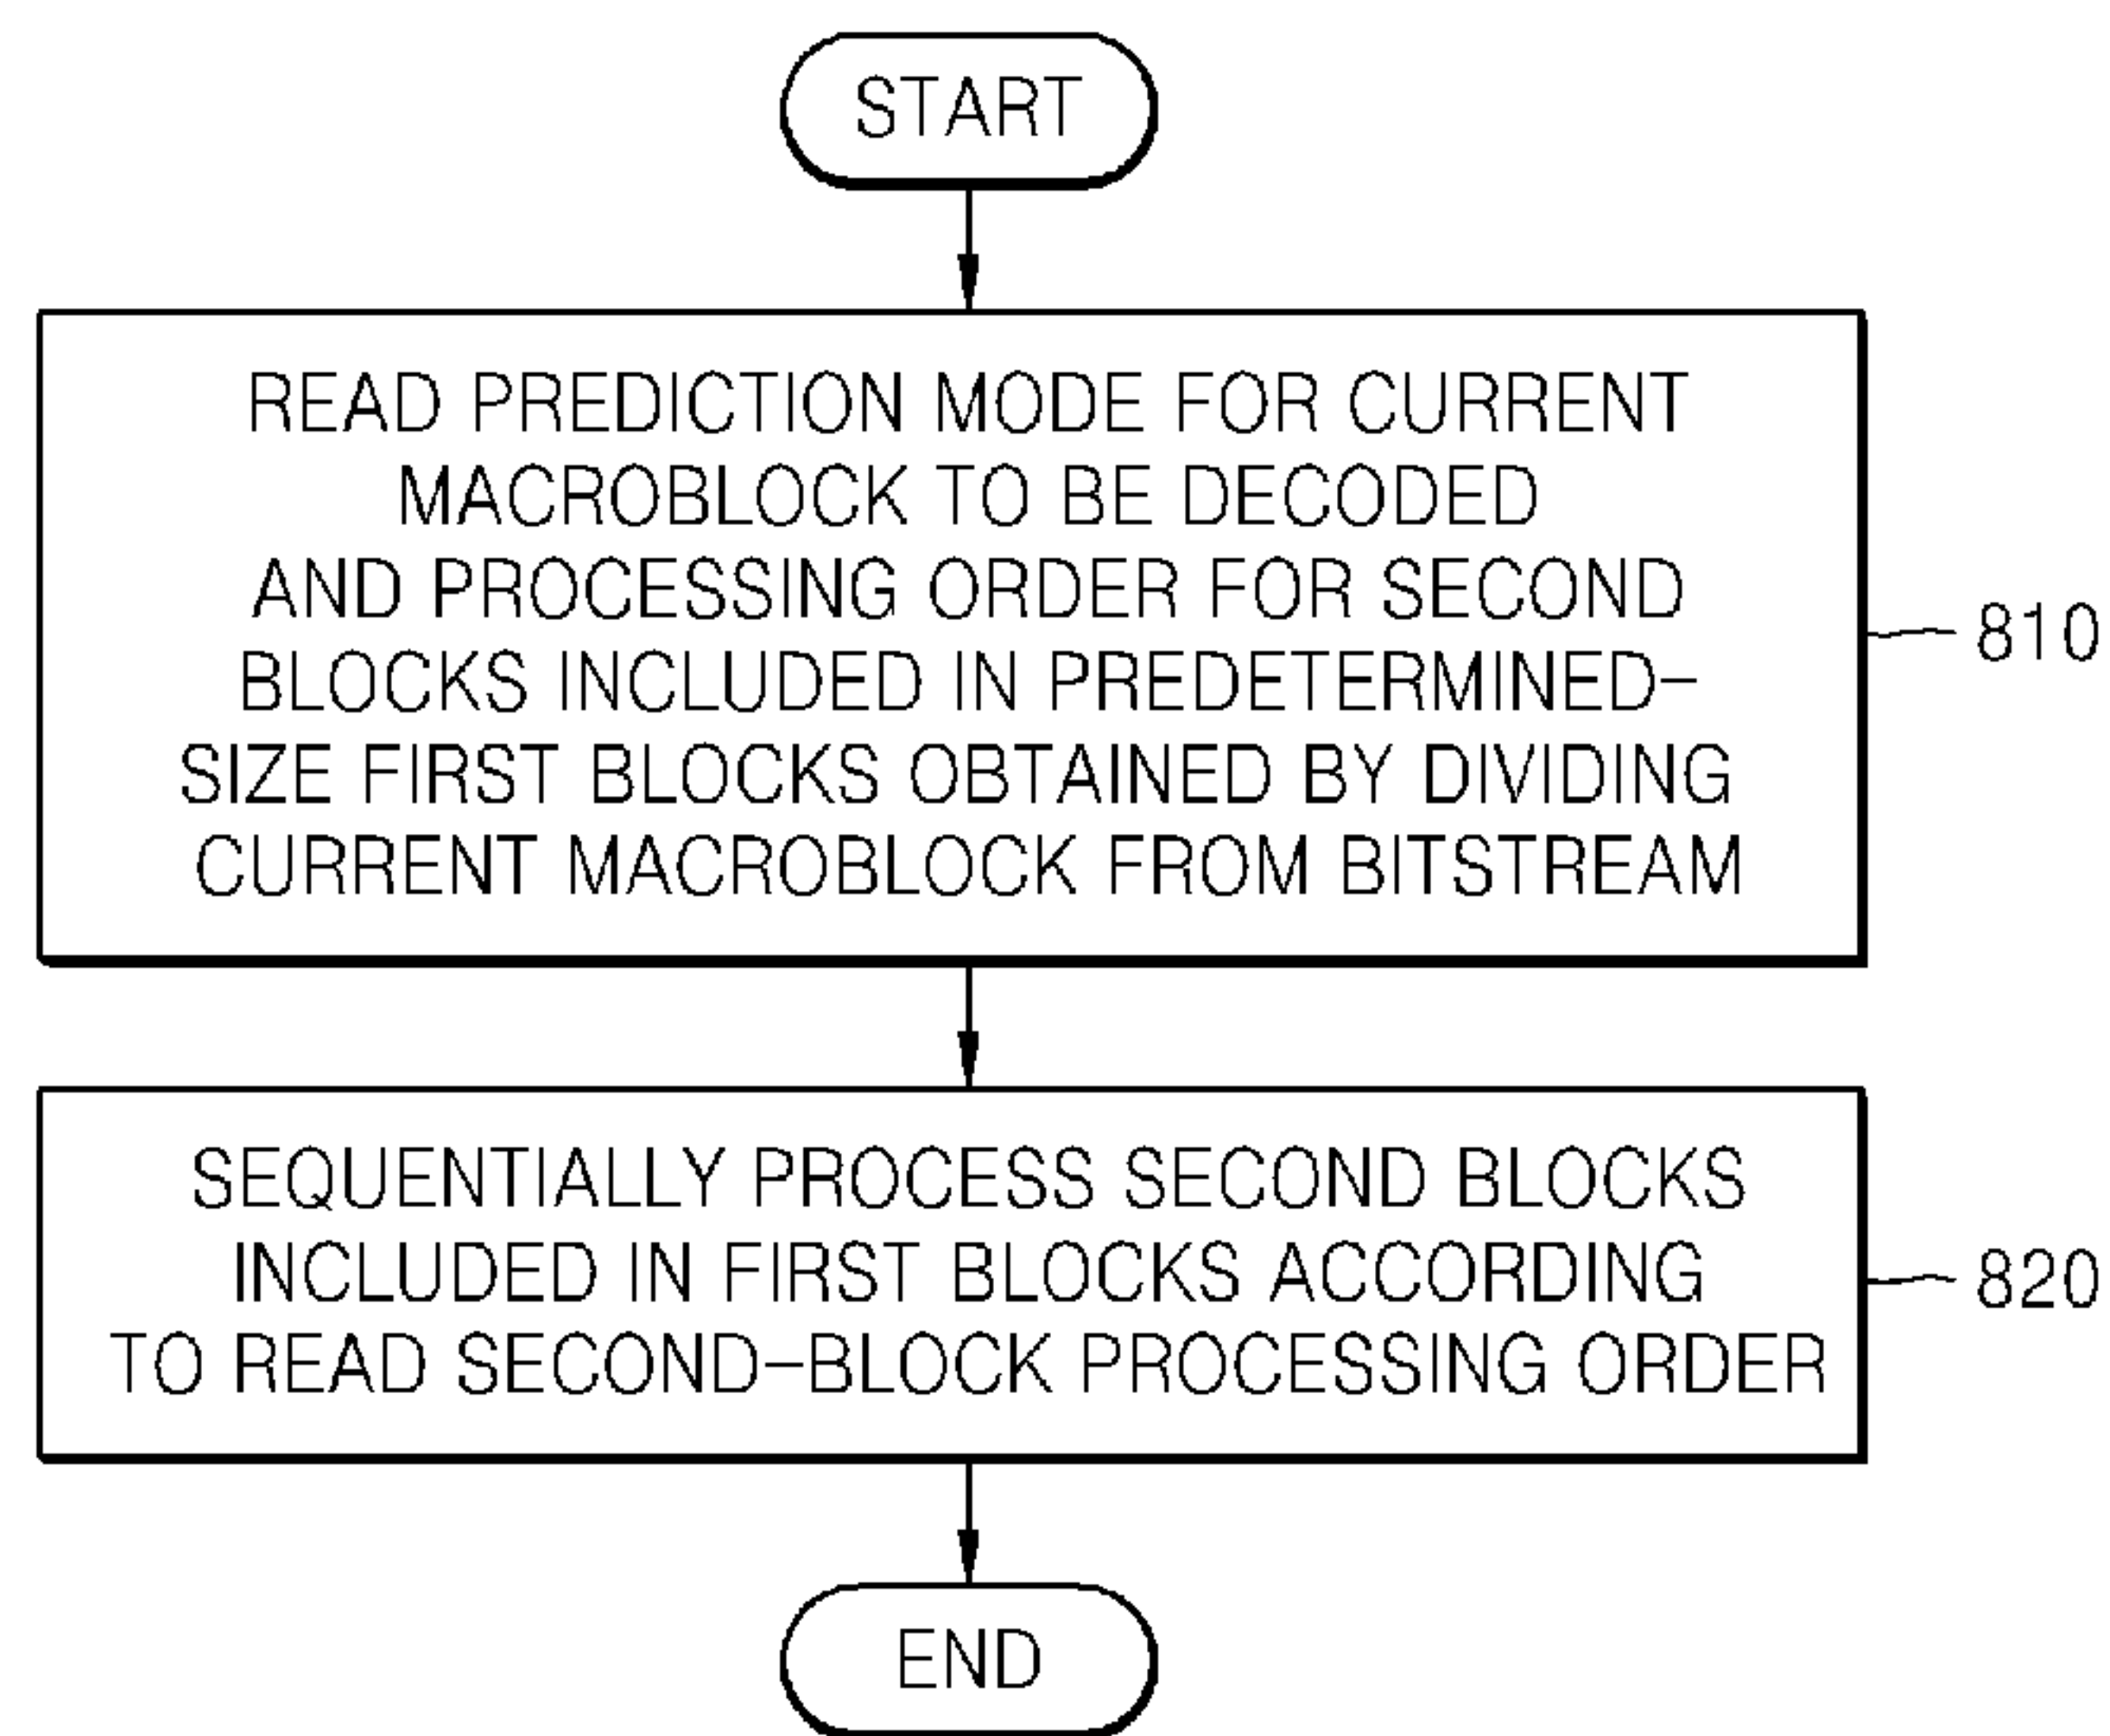 START
READ PREDICTION MODE FOR CURRENT
MACROBLOCK TO BE DECODED
AND PROCESSING ORDER FOR SECOND
BLOCKS INCLUDED IN PREDETERMINED-
SIZE FIRST BLOCKS OBTAINED BY DIVIDING
CURRENT MACROBLOCK FROM BITSTREAM
810
SEQUENTIALLY PROCESS SECOND BLOCKS
INCLUDED IN FIRST BLOCKS ACCORDING
TO READ SECOND-BLOCK PROCESSING ORDER
820
END